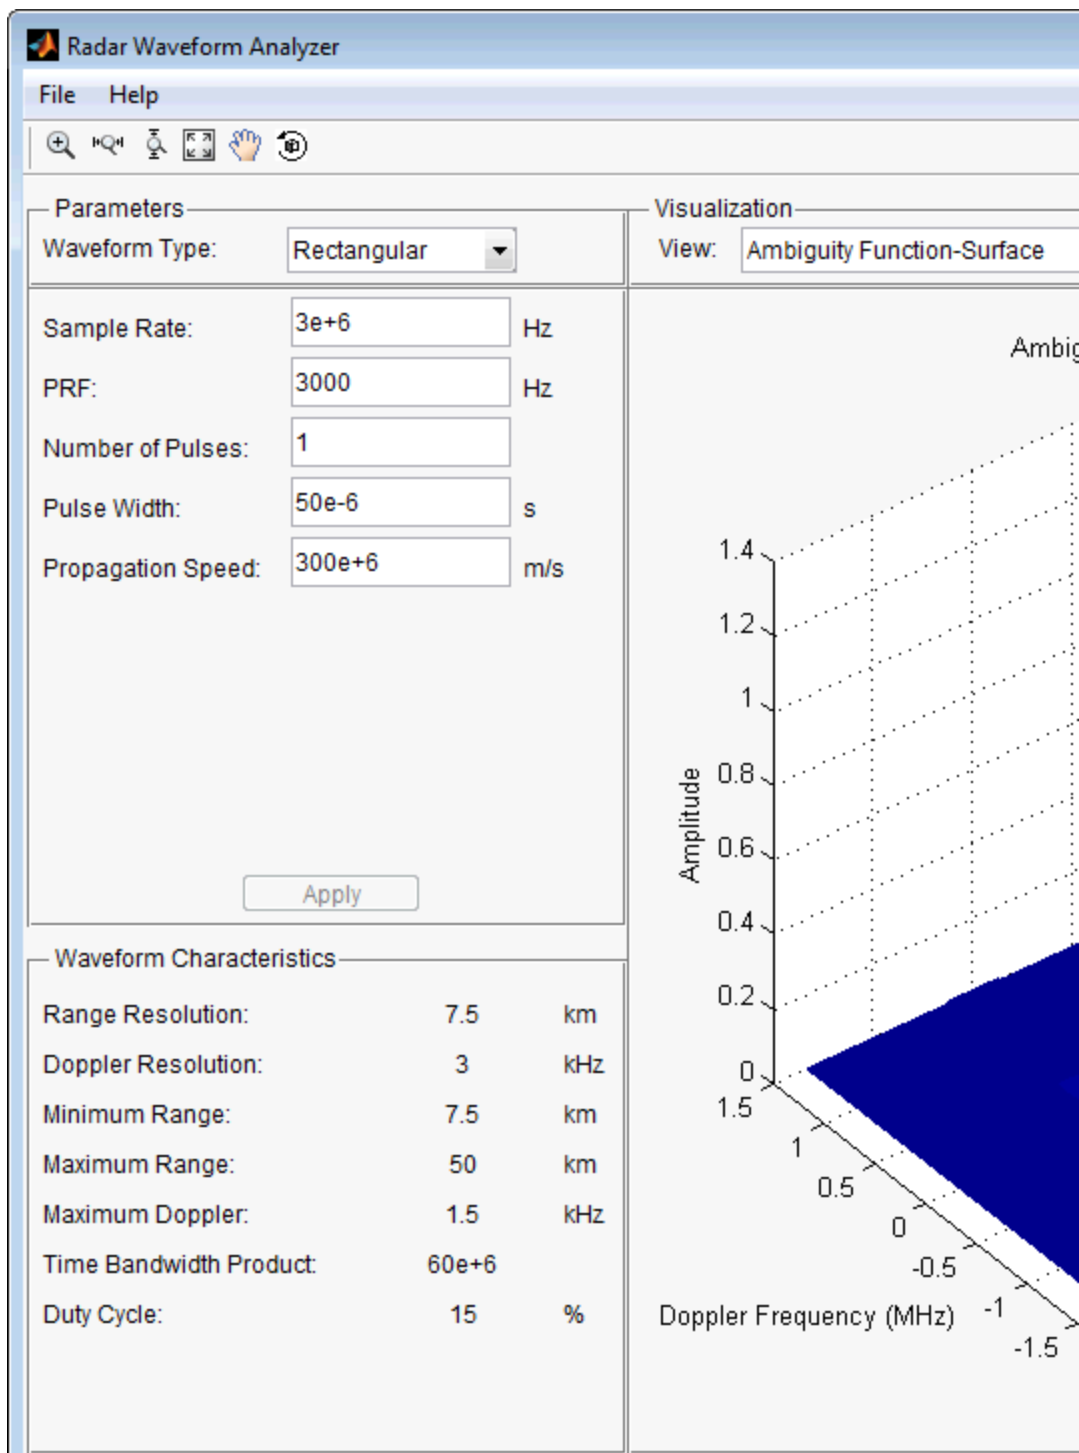 Radar Waveform Analyzer
File Help
Parameters
Waveform Type: Rectangular
Sample Rate: 3e+6 Hz
PRF: 3000 Hz
Number of Pulses: 1
Pulse Width: 50e-6 s
Propagation Speed: 300e+6 m/s
Apply
Waveform Characteristics
Range Resolution: 7.5 km
Doppler Resolution: 3 kHz
Minimum Range: 7.5 km
Maximum Range: 50 km
Maximum Doppler: 1.5 kHz
Time Bandwidth Product: 60e+6
Duty Cycle: 15 %
Visualization
View: Ambiguity Function-Surface
Ambig
1.4
1.2
1
0.8
0.6
0.4
0.2
0
Amplitude
1.5
1
0.5
0
-0.5
-1
-1.5
Doppler Frequency (MHz)